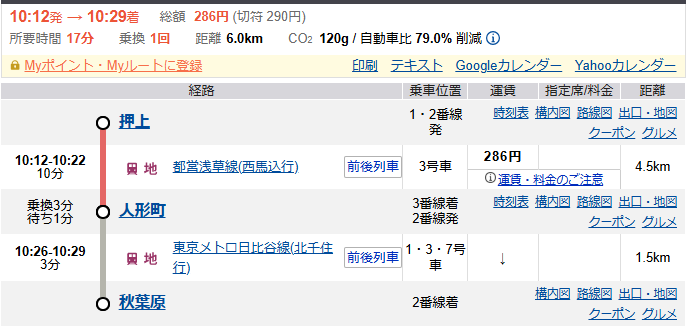 10:12発 → 10:29着 総額 286円 (切符 290円)
所要時間 17分 乗換 1回 距離 6.0km CO2 120g / 自動車比 79.0% 削減
Myポイント・Myルートに登録 印刷 テキスト Googleカレンダー Yahooカレンダー
経路 乗車位置 運賃 指定席/料金 距離
押上 1・2番線発 時刻表 構内図 路線図 出口・地図
クーポン グルメ
10:12-10:22
10分 地 都営浅草線(西馬込行) 前後列車 3号車 286円 4.5km
運賃・料金のご注意
乗換3分
待ち1分 人形町 3番線着
2番線発 時刻表 構内図 路線図 出口・地図
クーポン グルメ
10:26-10:29
3分 地 東京メトロ日比谷線(北千住
行) 前後列車 1・3・7号
車 ↓ 1.5km
秋葉原 2番線着 構内図 路線図 出口・地図
クーポン グルメ